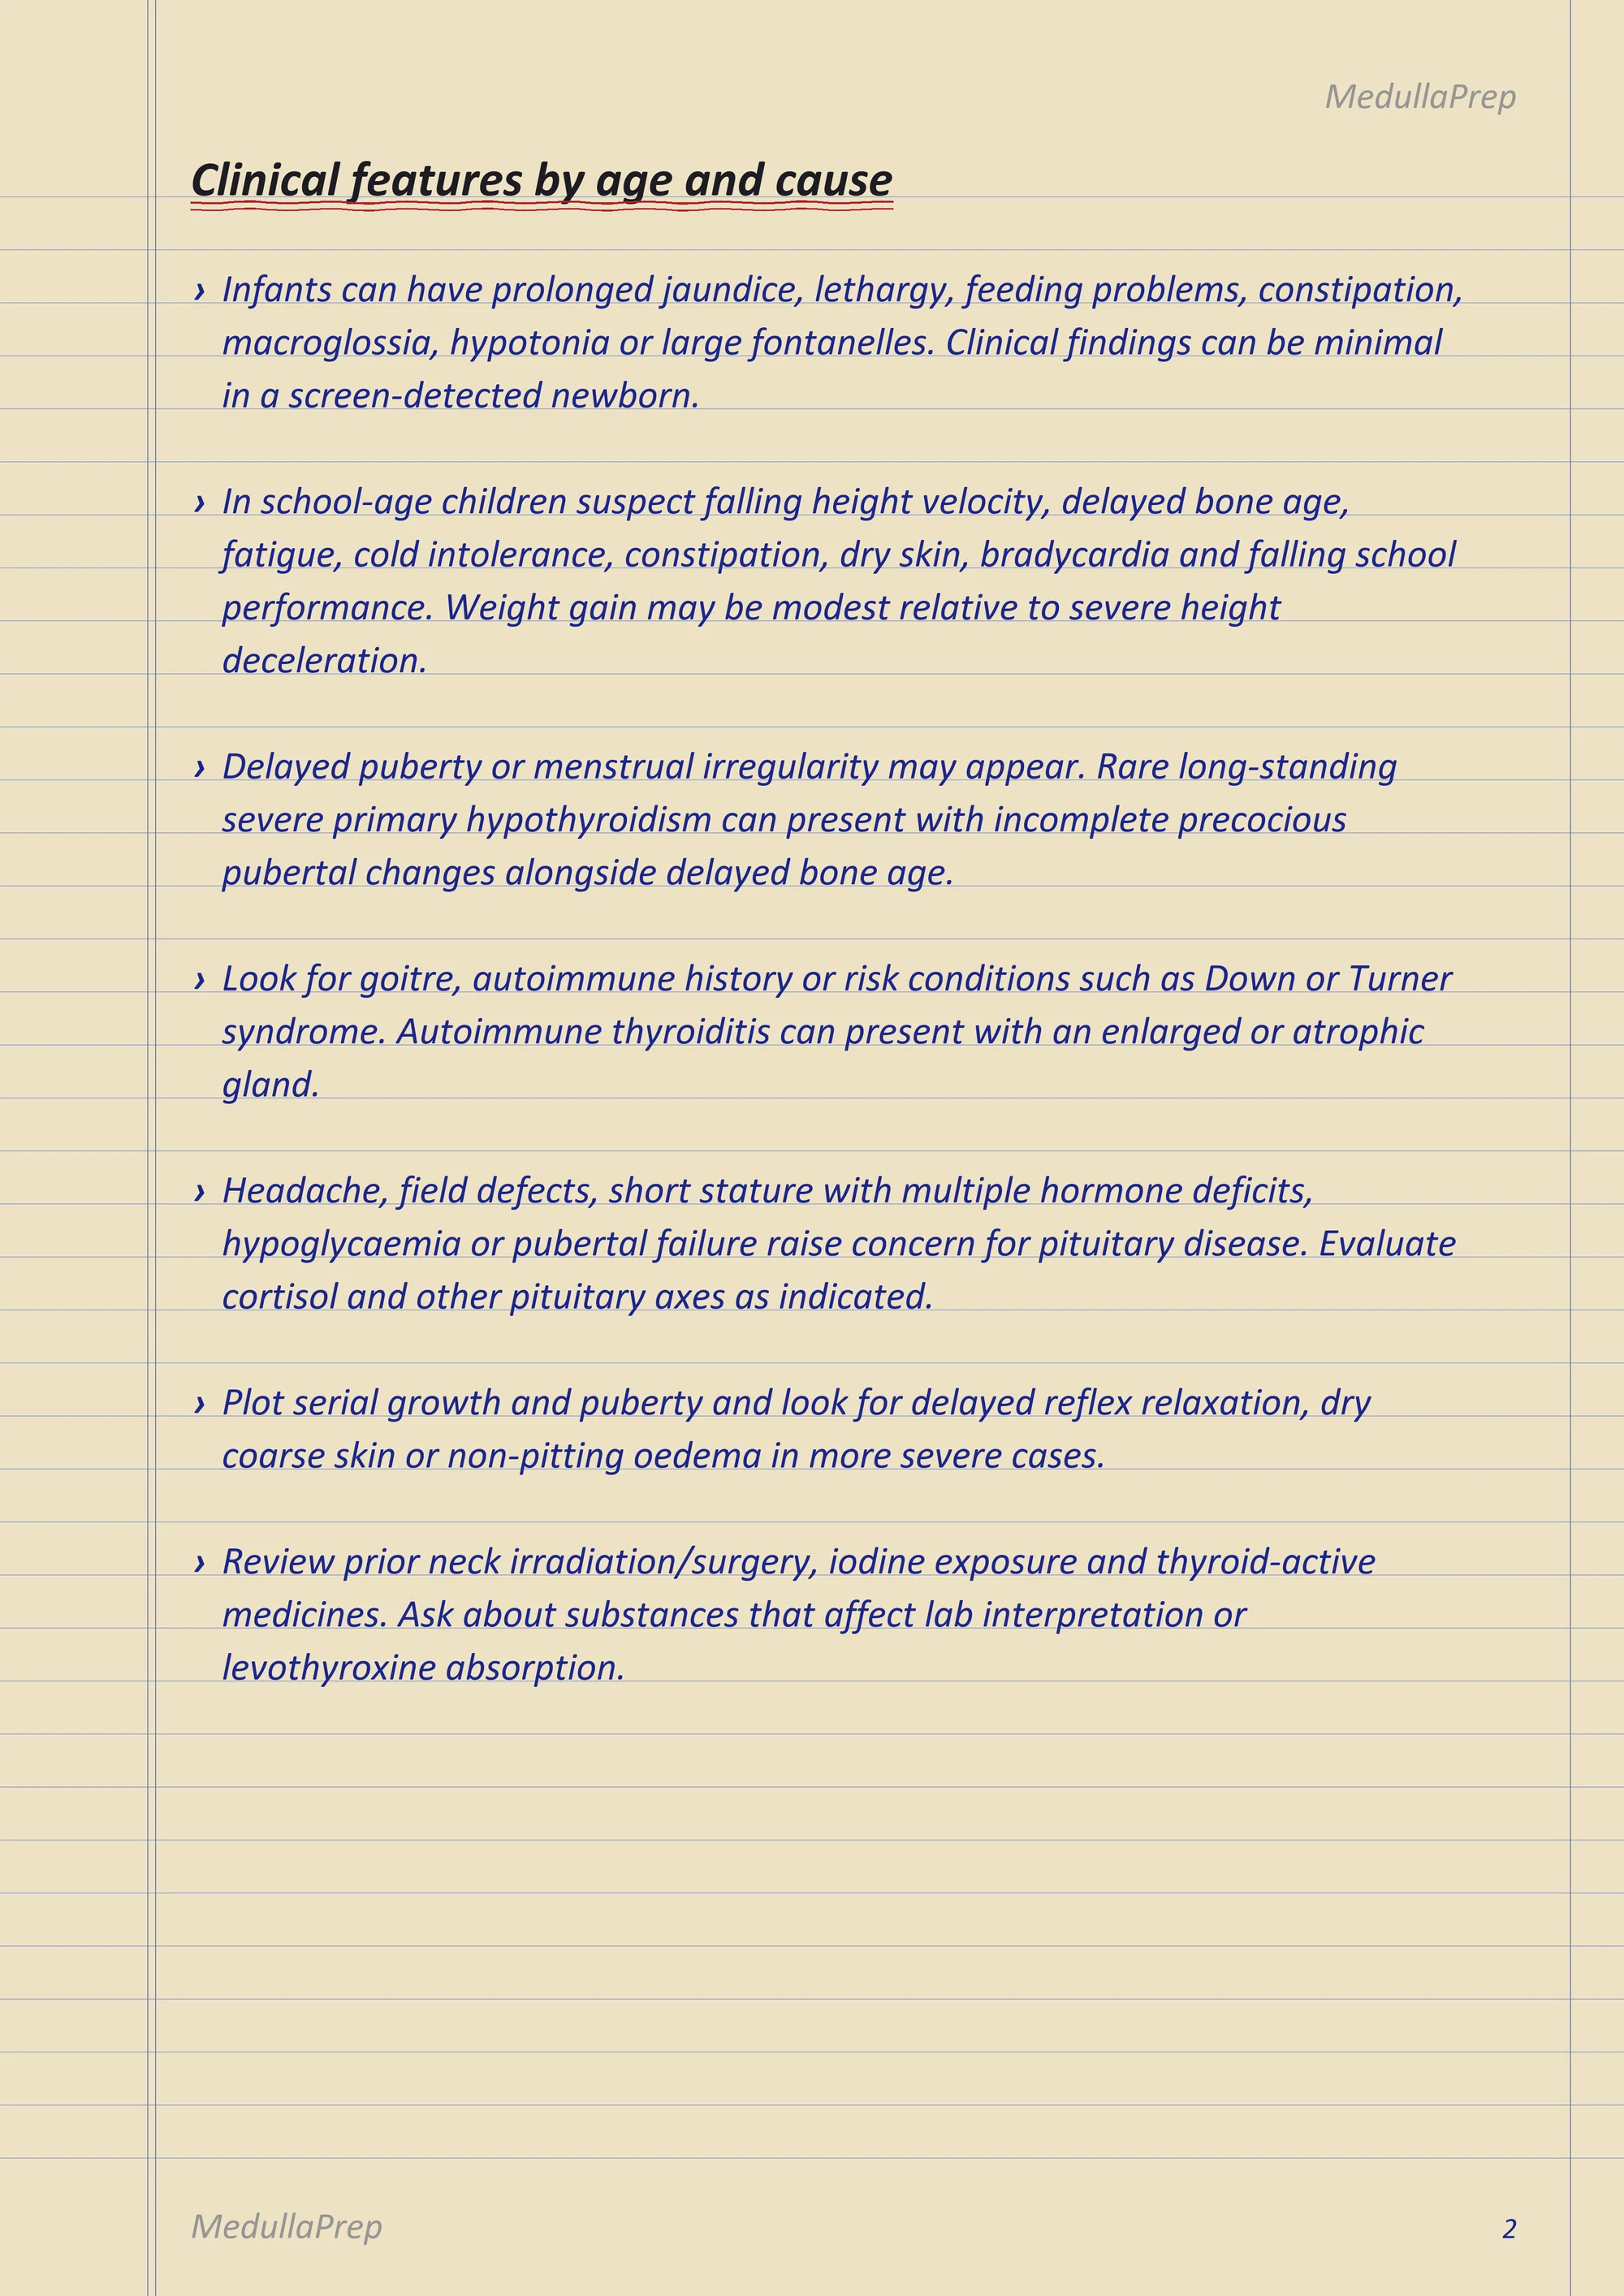 MedullaPrep
Clinical features by age and cause
› Infants can have prolonged jaundice, lethargy, feeding problems, constipation,
macroglossia, hypotonia or large fontanelles. Clinical findings can be minimal
in a screen-detected newborn.
› In school-age children suspect falling height velocity, delayed bone age,
fatigue, cold intolerance, constipation, dry skin, bradycardia and falling school
performance. Weight gain may be modest relative to severe height
deceleration.
› Delayed puberty or menstrual irregularity may appear. Rare long-standing
severe primary hypothyroidism can present with incomplete precocious
pubertal changes alongside delayed bone age.
› Look for goitre, autoimmune history or risk conditions such as Down or Turner
syndrome. Autoimmune thyroiditis can present with an enlarged or atrophic
gland.
› Headache, field defects, short stature with multiple hormone deficits,
hypoglycaemia or pubertal failure raise concern for pituitary disease. Evaluate
cortisol and other pituitary axes as indicated.
› Plot serial growth and puberty and look for delayed reflex relaxation, dry
coarse skin or non-pitting oedema in more severe cases.
› Review prior neck irradiation/surgery, iodine exposure and thyroid-active
medicines. Ask about substances that affect lab interpretation or
levothyroxine absorption.
MedullaPrep
2